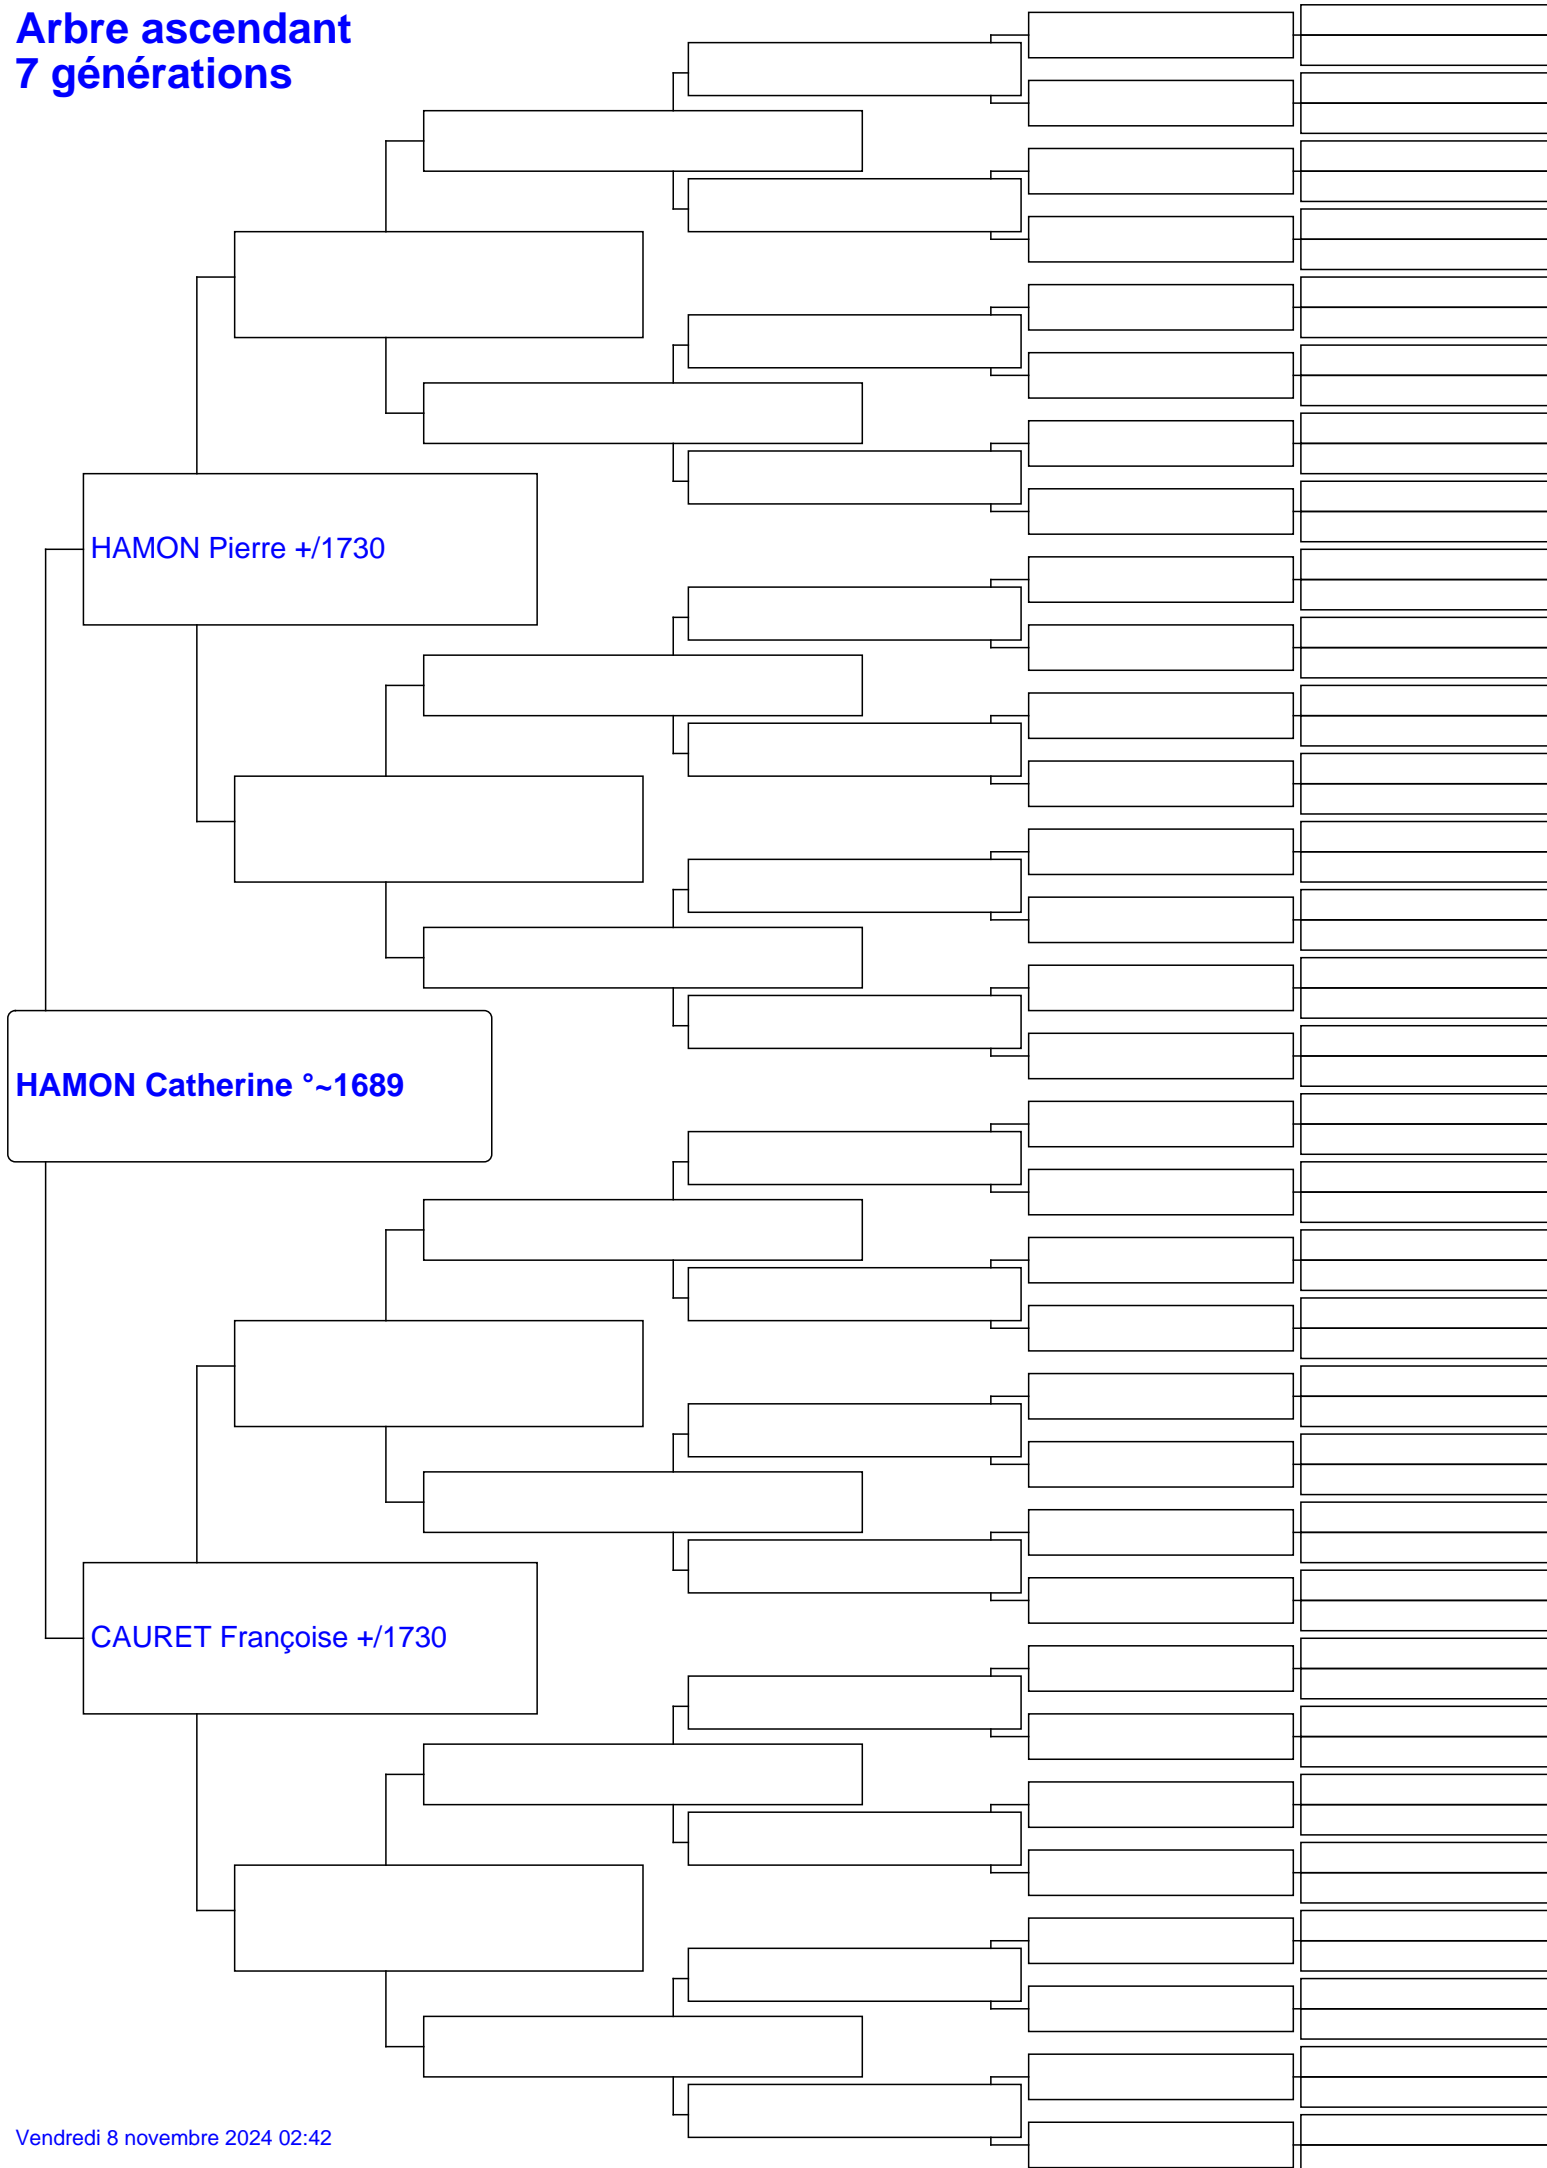 Arbre ascendant
7 générations
HAMON Pierre +/1730
HAMON Catherine °~1689
CAURET Françoise +/1730
Vendredi 8 novembre 2024 02:42